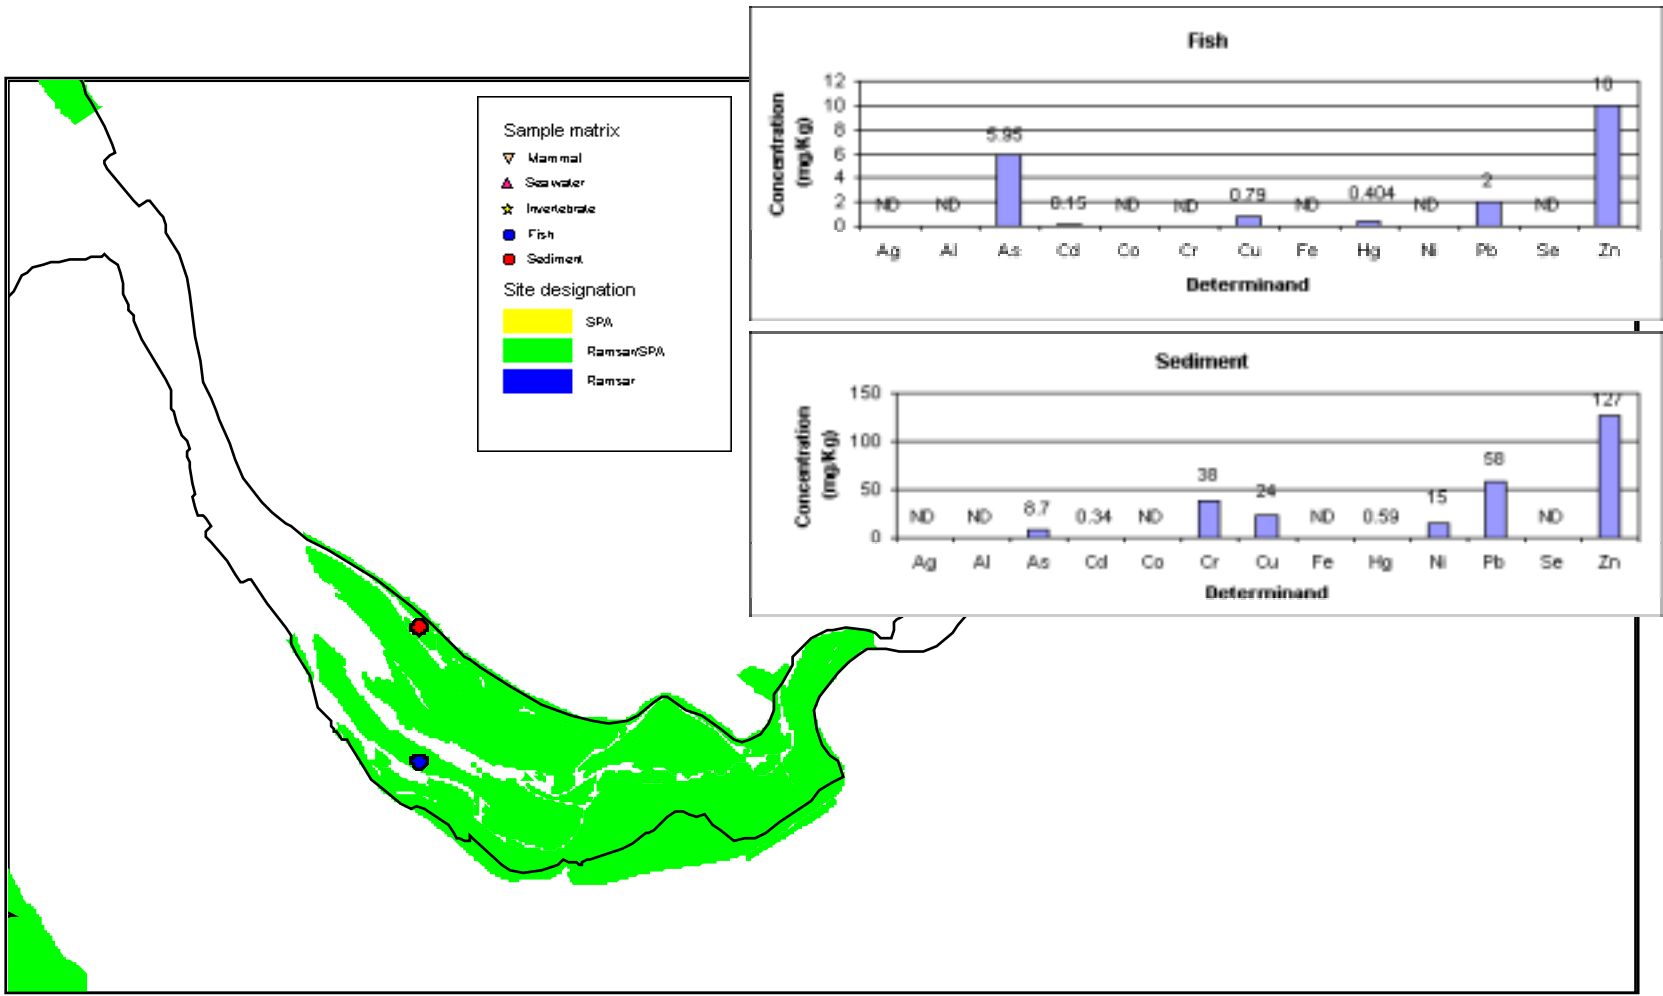 Sample matrix
Mammal
Seawater
Invertebrate
Fish
Sediment
Site designation
SPA
Ramsar/SPA
Ramsar
Fish
Concentration
(mg/Kg)
12
10
8
6
4
2
0
ND ND 5.95 0.15 ND ND 0.79 ND 0.404 ND 2 ND 10
Ag Al As Cd Co Cr Cu Fe Hg Ni Pb Se Zn
Determinand
Sediment
Concentration
(mg/Kg)
150
100
50
0
ND ND 8.7 0.34 ND 38 24 ND 0.59 15 58 ND 127
Ag Al As Cd Co Cr Cu Fe Hg Ni Pb Se Zn
Determinand